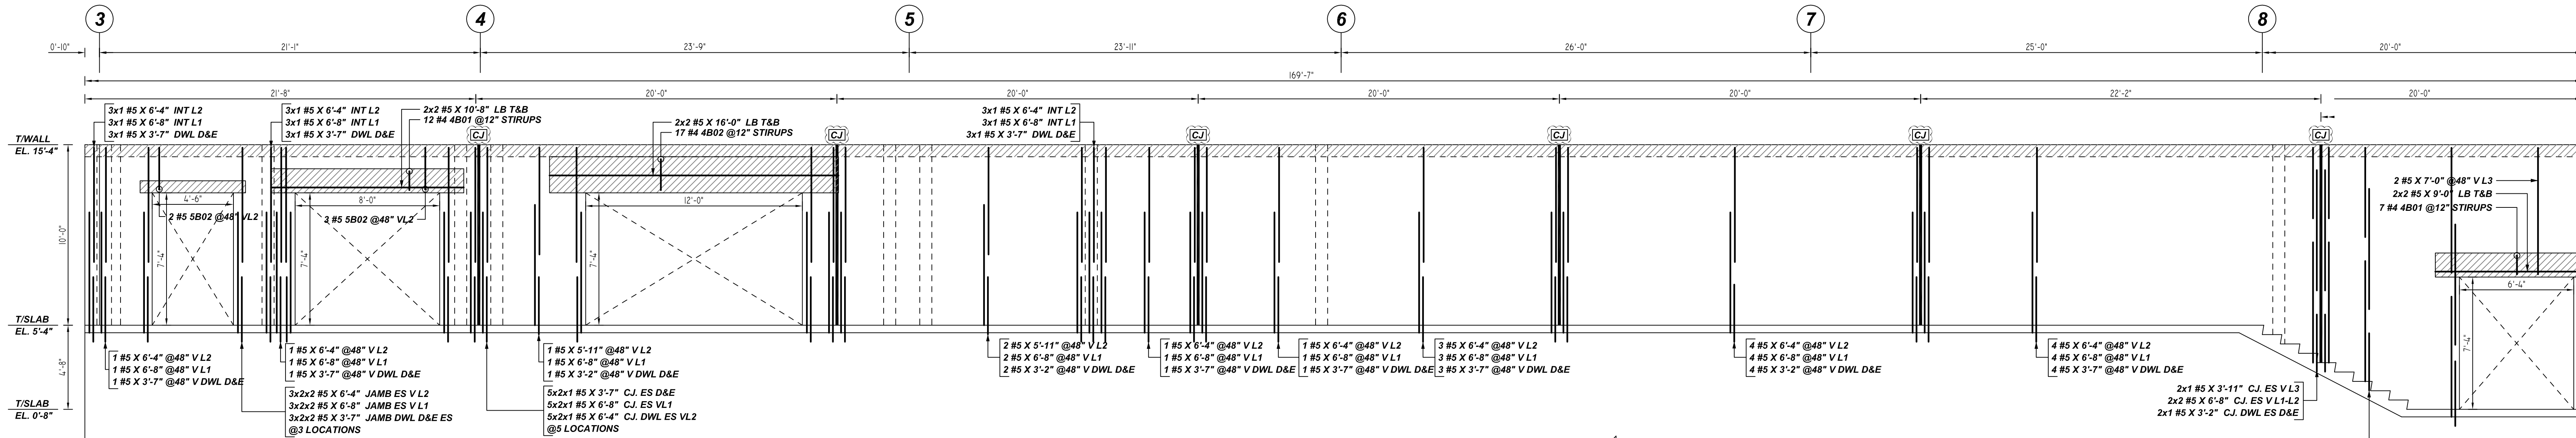 3 4 5 6 7 8
0'-10" 21'-1" 23'-9" 23'-11" 26'-0" 25'-0" 20'-0"
169'-7"
21'-8" 20'-0" 20'-0" 20'-0" 20'-0" 22'-2" 20'-0"
3x1 #5 X 6'-4" INT L2
3x1 #5 X 6'-8" INT L1
3x1 #5 X 3'-7" DWL D&E
3x1 #5 X 6'-4" INT L2
3x1 #5 X 6'-8" INT L1
3x1 #5 X 3'-7" DWL D&E
2x2 #5 X 10'-8" LB T&B
12 #4 4B01 @12" STIRUPS
2x2 #5 X 16'-0" LB T&B
17 #4 4B02 @12" STIRUPS
3x1 #5 X 6'-4" INT L2
3x1 #5 X 6'-8" INT L1
3x1 #5 X 3'-7" DWL D&E
CJ CJ CJ CJ CJ CJ
T/WALL
EL. 15'-4"
2 #5 X 7'-0" @48" V L3
2x2 #5 X 9'-0" LB T&B
7 #4 4B01 @12" STIRUPS
4'-6"
2 #5 5B02 @48" VL2
8'-0"
3 #5 5B02 @48" VL2
12'-0"
10'-0"
7'-4"
7'-4"
7'-4"
6'-4"
7'-4"
T/SLAB
EL. 5'-4"
4'-8"
T/SLAB
EL. 0'-8"
1 #5 X 6'-4" @48" V L2
1 #5 X 6'-8" @48" V L1
1 #5 X 3'-7" @48" V DWL D&E
1 #5 X 6'-4" @48" V L2
1 #5 X 6'-8" @48" V L1
1 #5 X 3'-7" @48" V DWL D&E
3x2x2 #5 X 6'-4" JAMB ES V L2
3x2x2 #5 X 6'-8" JAMB ES V L1
3x2x2 #5 X 3'-7" JAMB DWL D&E ES
@3 LOCATIONS
1 #5 X 5'-11" @48" V L2
1 #5 X 6'-8" @48" V L1
1 #5 X 3'-2" @48" V DWL D&E
5x2x1 #5 X 3'-7" CJ. ES D&E
5x2x1 #5 X 6'-8" CJ. ES VL1
5x2x1 #5 X 6'-4" CJ. DWL ES VL2
@5 LOCATIONS
2 #5 X 5'-11" @48" V L2
2 #5 X 6'-8" @48" V L1
2 #5 X 3'-2" @48" V DWL D&E
1 #5 X 6'-4" @48" V L2
1 #5 X 6'-8" @48" V L1
1 #5 X 3'-7" @48" V DWL D&E
1 #5 X 6'-4" @48" V L2
1 #5 X 6'-8" @48" V L1
1 #5 X 3'-7" @48" V DWL D&E
3 #5 X 6'-4" @48" V L2
3 #5 X 6'-8" @48" V L1
3 #5 X 3'-7" @48" V DWL D&E
4 #5 X 6'-4" @48" V L2
4 #5 X 6'-8" @48" V L1
4 #5 X 3'-2" @48" V DWL D&E
4 #5 X 6'-4" @48" V L2
4 #5 X 6'-8" @48" V L1
4 #5 X 3'-7" @48" V DWL D&E
2x1 #5 X 3'-11" CJ. ES V L3
2x2 #5 X 6'-8" CJ. ES V L1-L2
2x1 #5 X 3'-2" CJ. DWL ES D&E